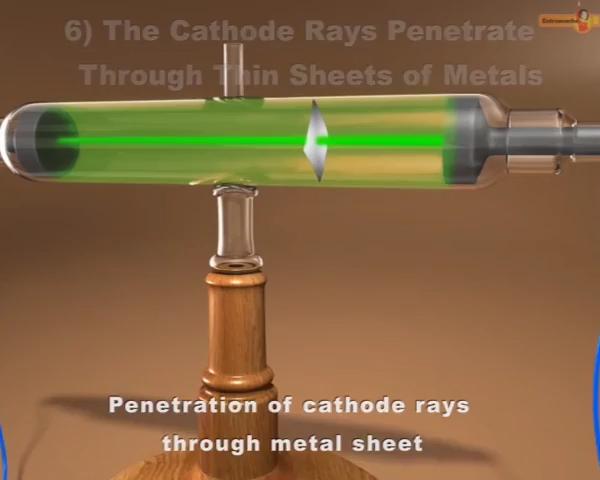 6) The Cathode Rays Penetrate
Through Thin Sheets of Metals
Penetration of cathode rays
through metal sheet